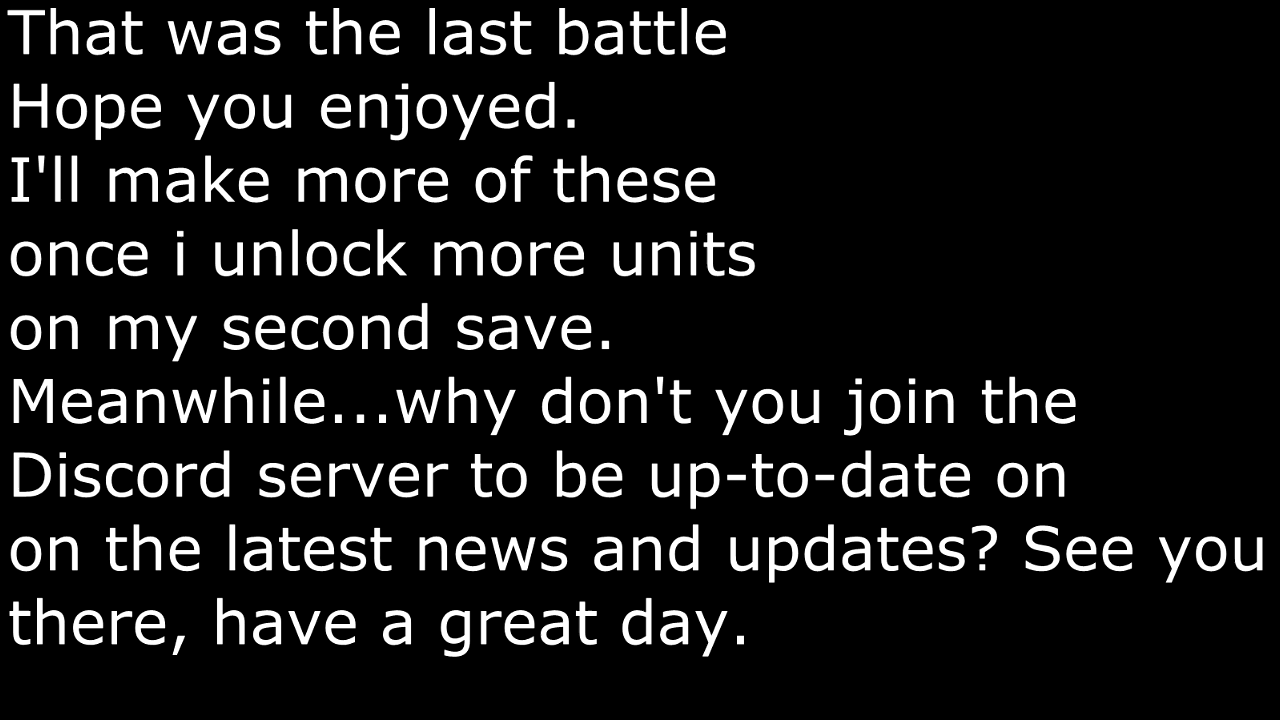 That was the last battle
Hope you enjoyed.
I'll make more of these
once i unlock more units
on my second save.
Meanwhile...why don't you join the
Discord server to be up-to-date on
on the latest news and updates? See you
there, have a great day.